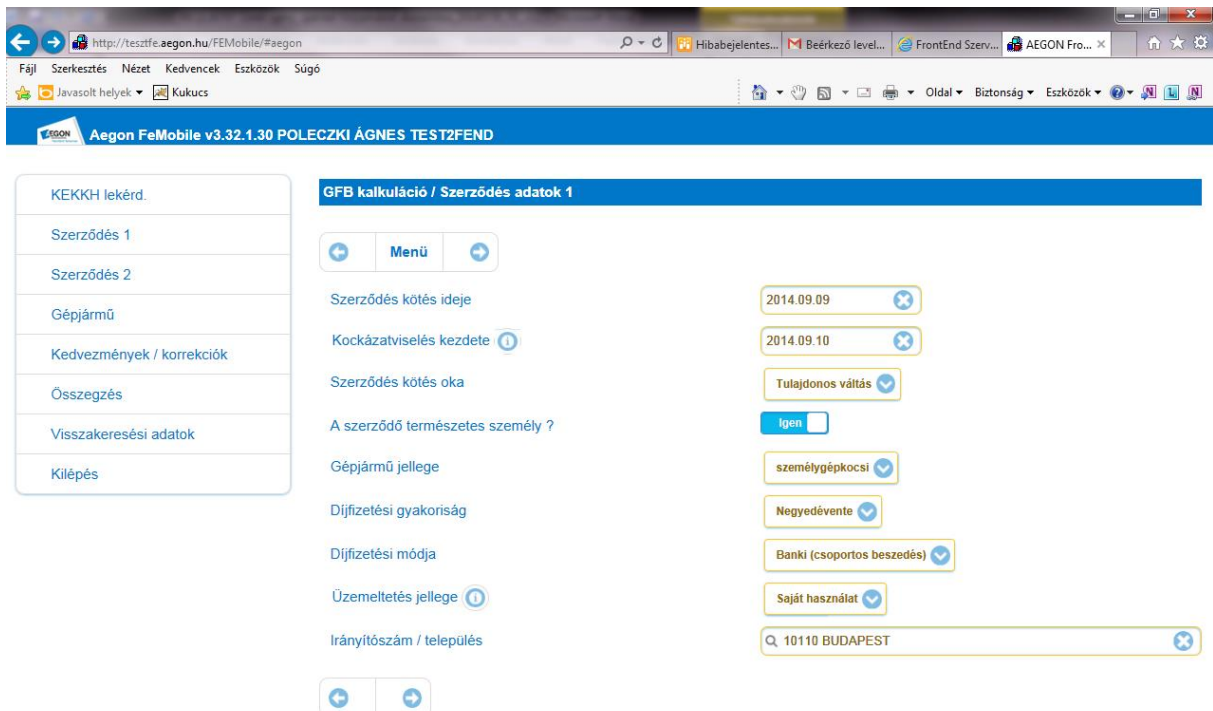 http://tesztfe.aegon.hu/FEMobile/#aegon
Hibabejelentes... Beérkező level... FrontEnd Szerv... AEGON Fro...
Fájl Szerkesztés Nézet Kedvencek Eszközök Súgó
Javasolt helyek Kukucs
Oldal Biztonság Eszközök
AEGON Aegon FeMobile v3.32.1.30 POLECZKI ÁGNES TEST2FEND
KEKKH lekérd.
Szerződés 1
Szerződés 2
Gépjármű
Kedvezmények / korrekciók
Összegzés
Visszakeresési adatok
Kilépés
GFB kalkuláció / Szerződés adatok 1
Menü
Szerződés kötés ideje 2014.09.09
Kockázatviselés kezdete 2014.09.10
Szerződés kötés oka Tulajdonos váltás
A szerződő természetes személy ? Igen
Gépjármű jellege személygépkocsi
Díjfizetési gyakoriság Negyedévente
Díjfizetési módja Banki (csoportos beszedés)
Üzemeltetés jellege Saját használat
Irányítószám / település 10110 BUDAPEST